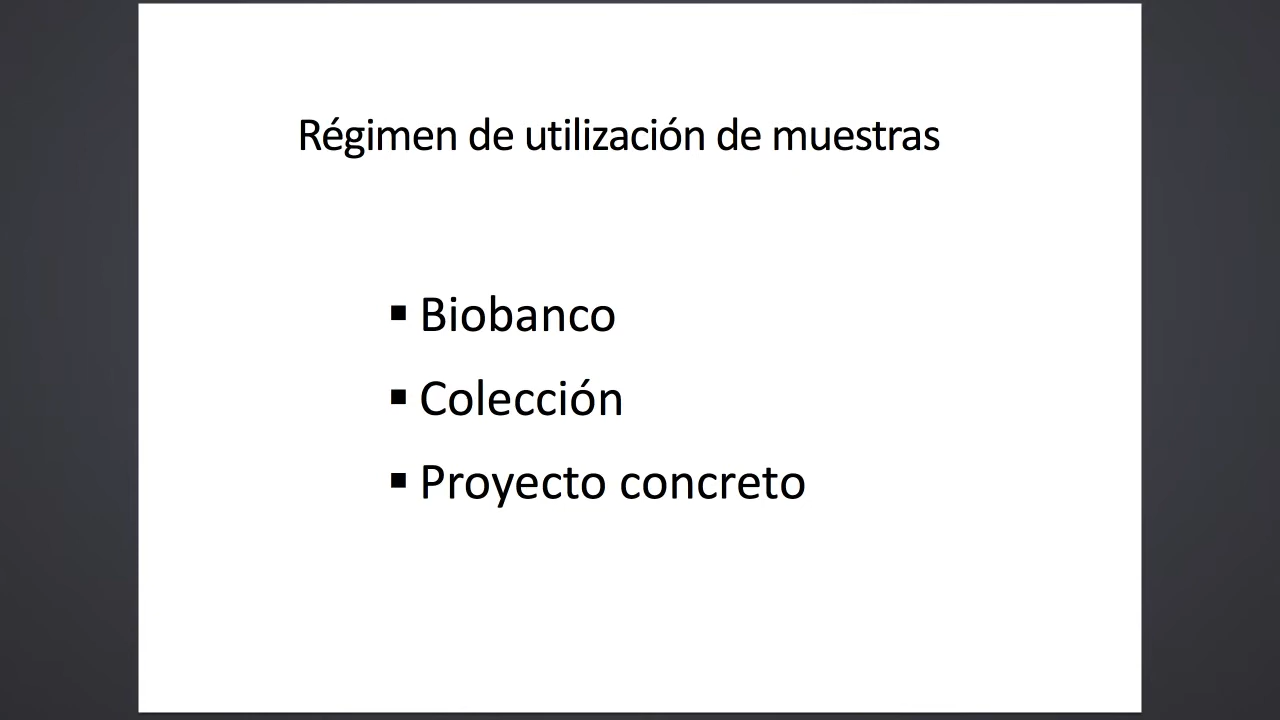 Régimen de utilización de muestras
▪ Biobanco
▪ Colección
▪ Proyecto concreto